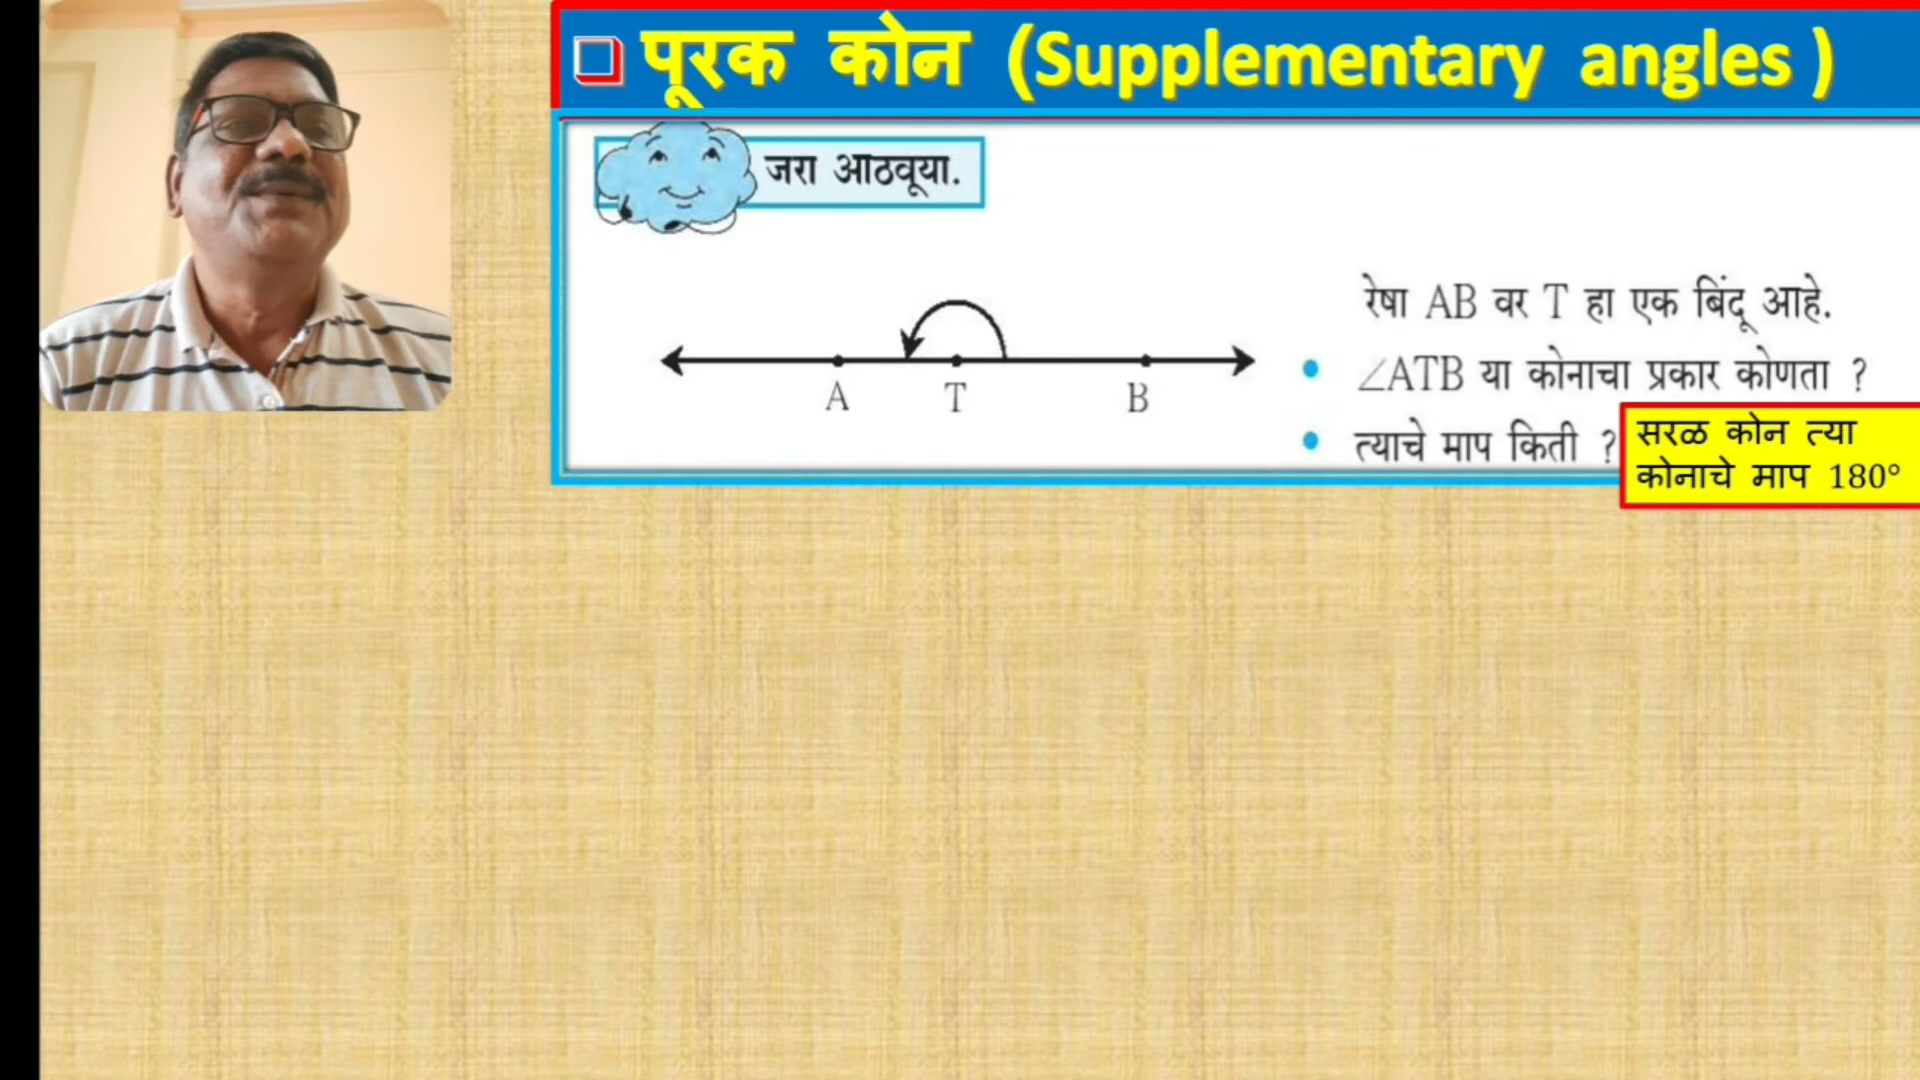 पूरक कोन (Supplementary angles )
जरा आठवूया.
A T B
रेषा AB वर T हा एक बिंदू आहे.
• ∠ATB या कोनाचा प्रकार कोणता ?
• त्याचे माप किती ?
सरळ कोन त्या
कोनाचे माप 180°